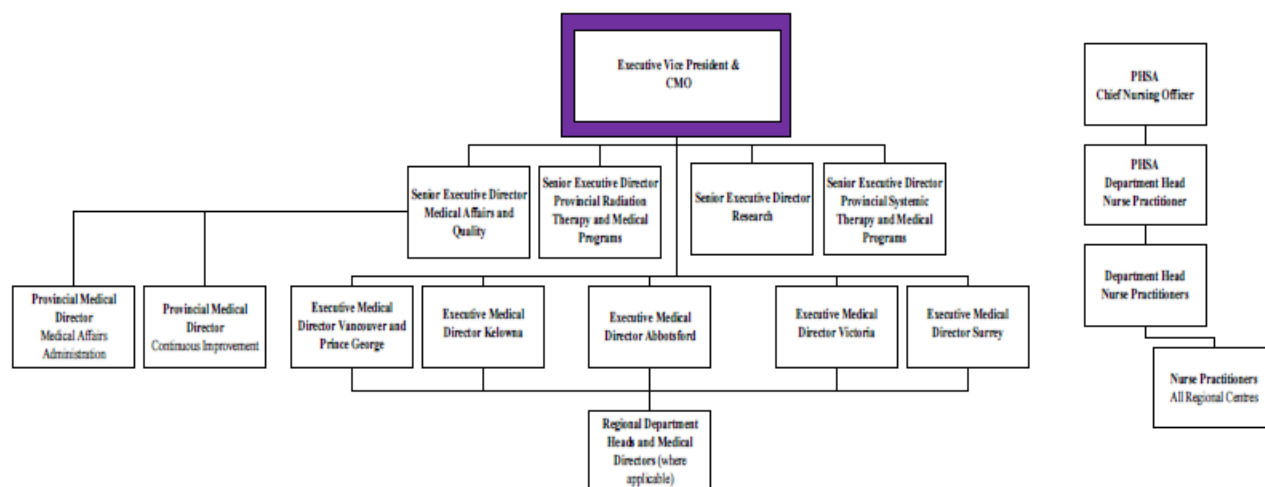 Executive Vice President &
CMO
PHSA
Chief Nursing Officer
Senior Executive Director
Medical Affairs and
Quality
Senior Executive Director
Provincial Radiation
Therapy and Medical
Programs
Senior Executive Director
Research
Senior Executive Director
Provincial Systemic
Therapy and Medical
Programs
PHSA
Department Head
Nurse Practitioner
Provincial Medical
Director
Medical Affairs
Administration
Provincial Medical
Director
Continuous Improvement
Executive Medical
Director Vancouver and
Prince George
Executive Medical
Director Kelowna
Executive Medical
Director Abbotsford
Executive Medical
Director Victoria
Executive Medical
Director Surrey
Department Head
Nurse Practitioners
Nurse Practitioners
All Regional Centres
Regional Department
Heads and Medical
Directors (where
applicable)